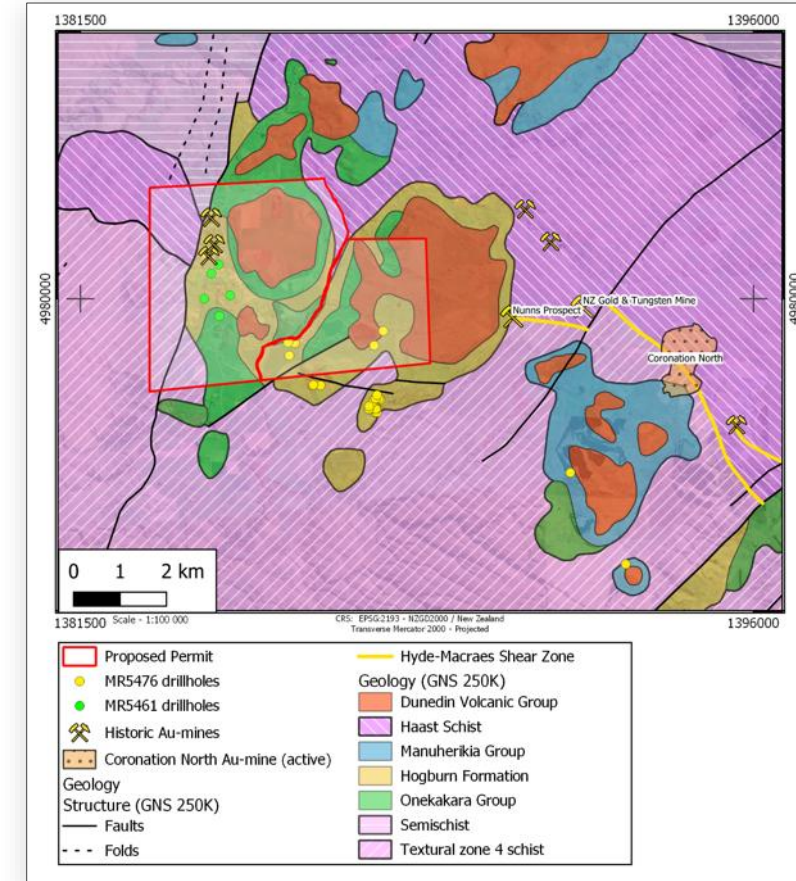 1381500
1396000
4980000
4980000
Nunns Prospect
NZ Gold & Tungsten Mine
Coronation North
0 1 2 km
1381500
Scale - 1:100 000
CRS: EPSG:2193 - NZGD2000 / New Zealand
Transverse Mercator 2000 - Projected
1396000
Proposed Permit
MR5476 drillholes
MR5461 drillholes
Historic Au-mines
Coronation North Au-mine (active)
Geology
Structure (GNS 250K)
Faults
Folds
Hyde-Macraes Shear Zone
Geology (GNS 250K)
Dunedin Volcanic Group
Haast Schist
Manuherikia Group
Hogburn Formation
Onekakara Group
Semischist
Textural zone 4 schist